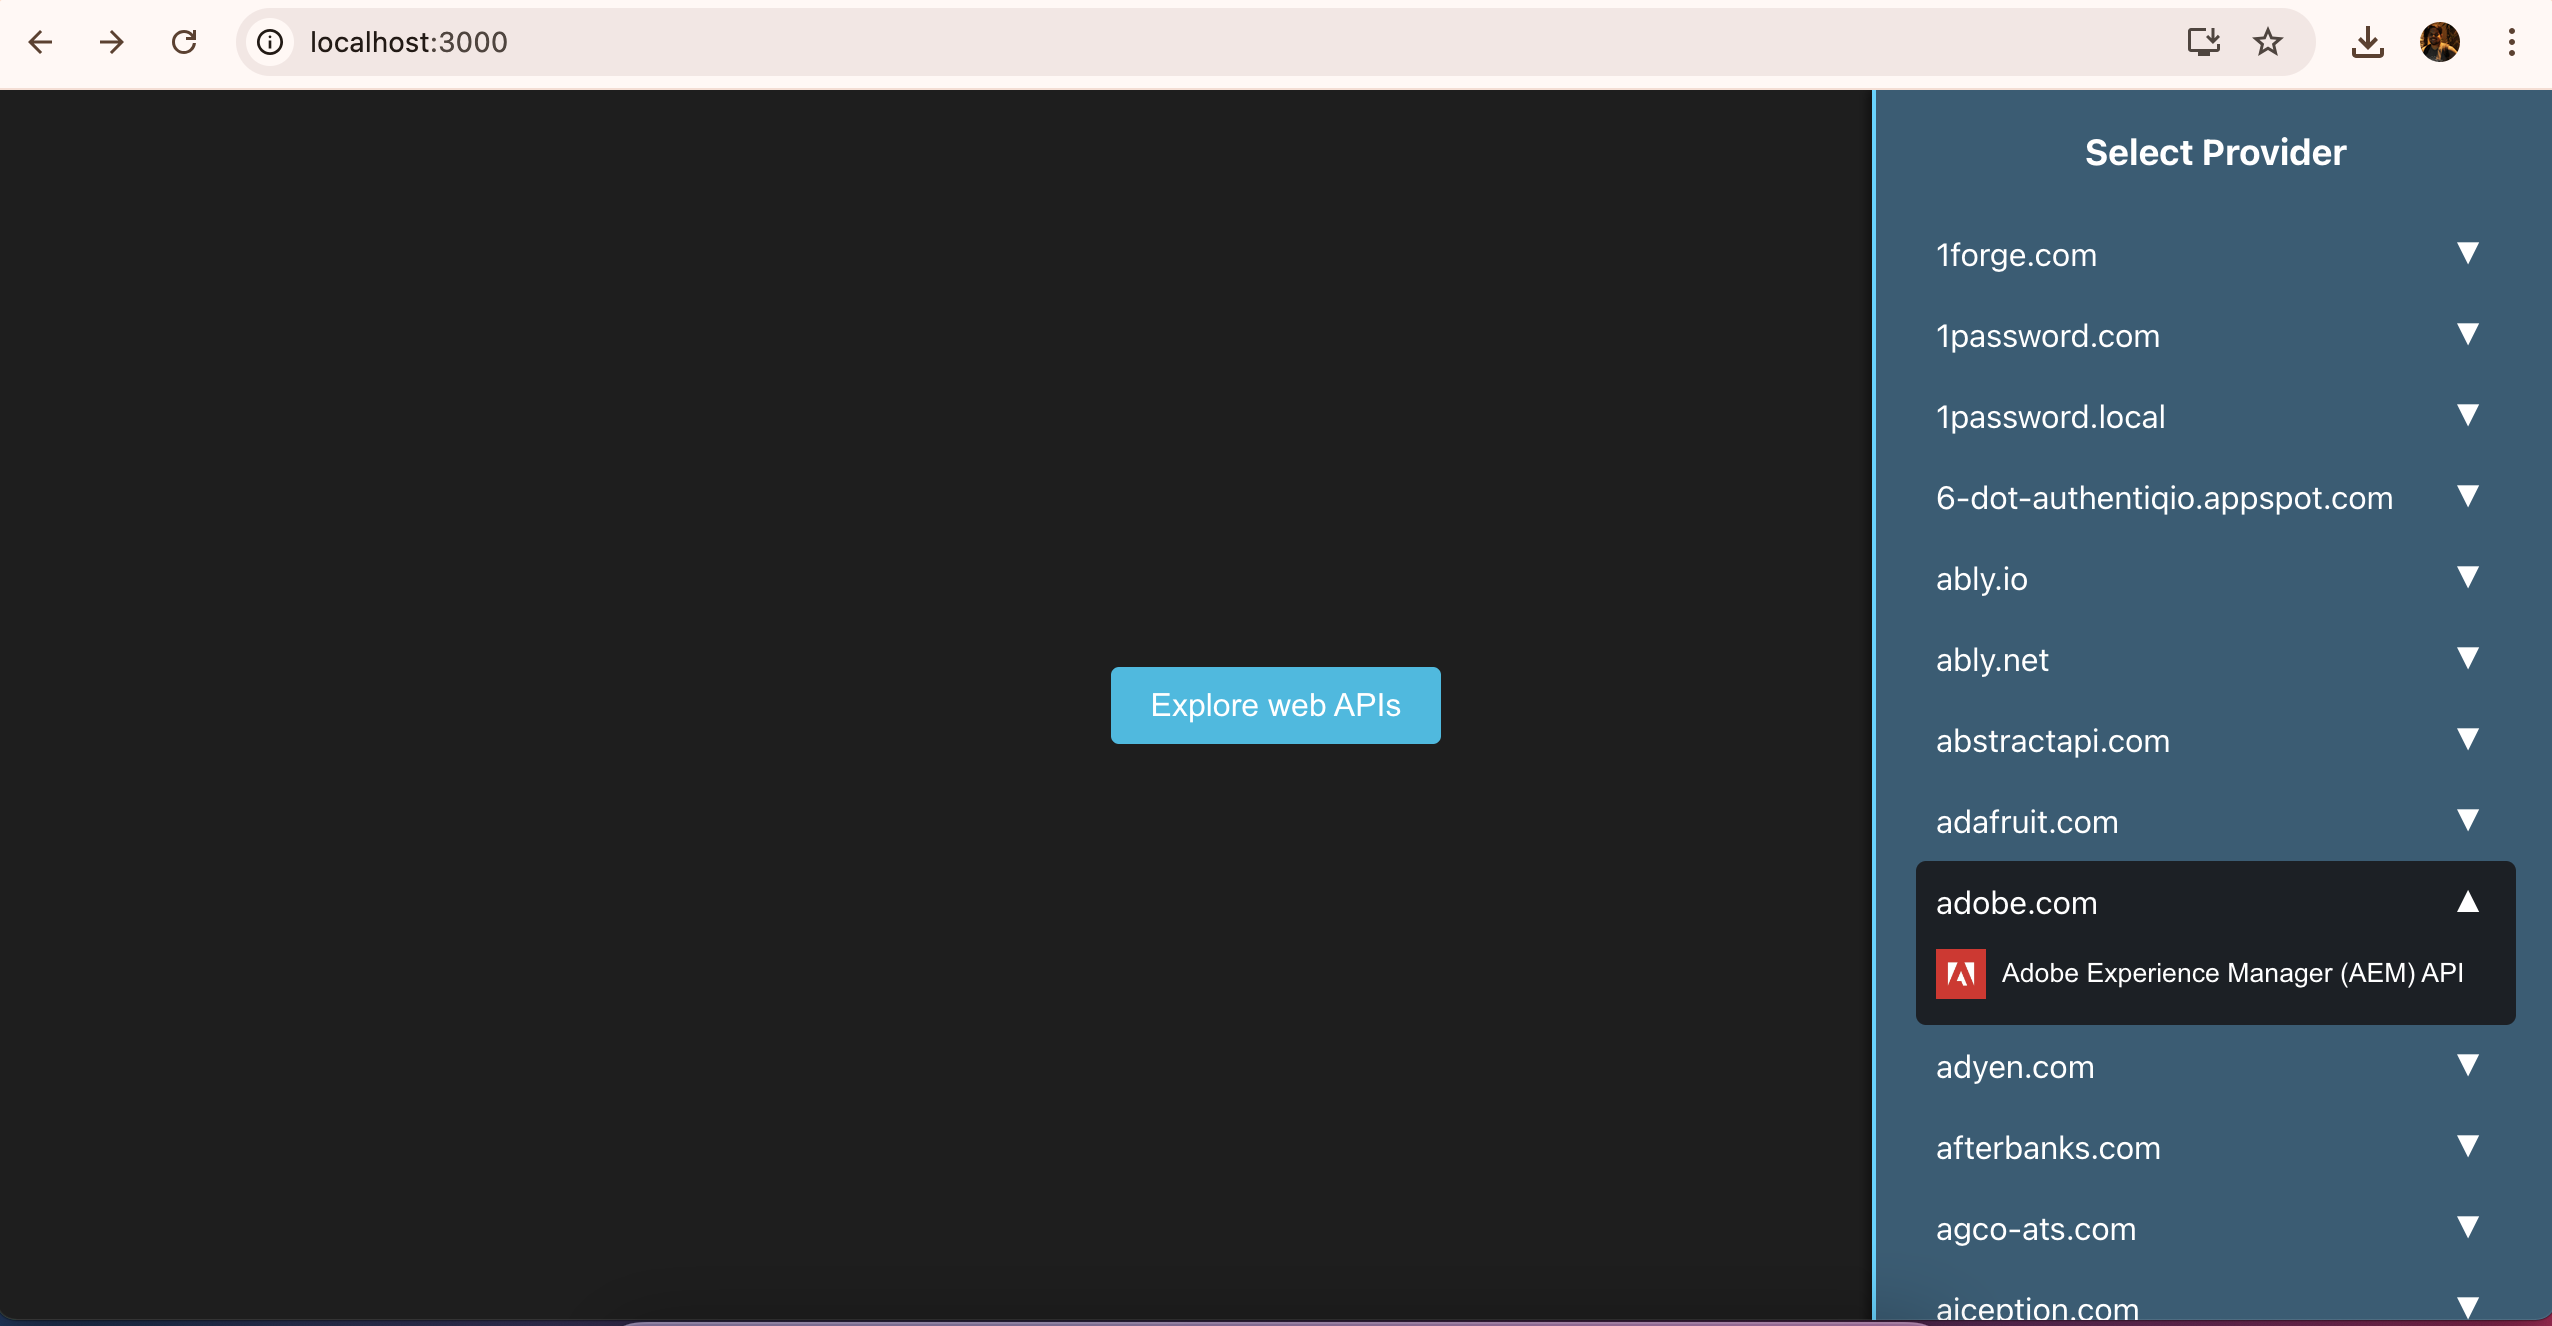 localhost:3000
Select Provider
1forge.com
1password.com
1password.local
6-dot-authentiqio.appspot.com
ably.io
ably.net
Explore web APIs
abstractapi.com
adafruit.com
adobe.com
Adobe Experience Manager (AEM) API
adyen.com
afterbanks.com
agco-ats.com
aiception.com